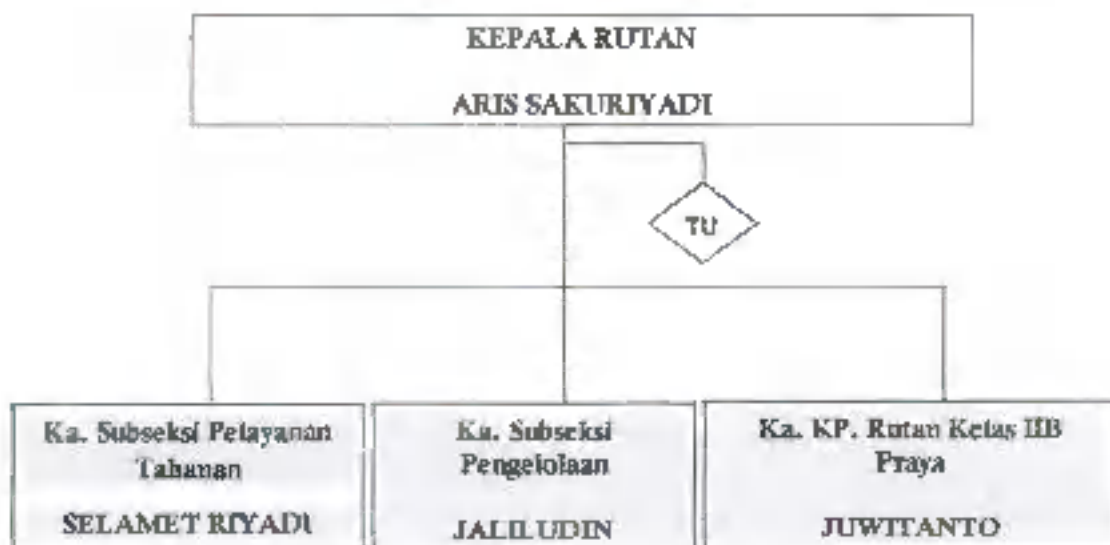 KEPALA RUTAN
ARIS SAKURIYADI
TU
Ka. Subseksi Pelayanan
Tahanan
SELAMET RIYADI
Ka. Subseksi
Pengelolaan
JALILUDIN
Ka. KP. Rutan Kelas IIB
Praya
JUWITANTO